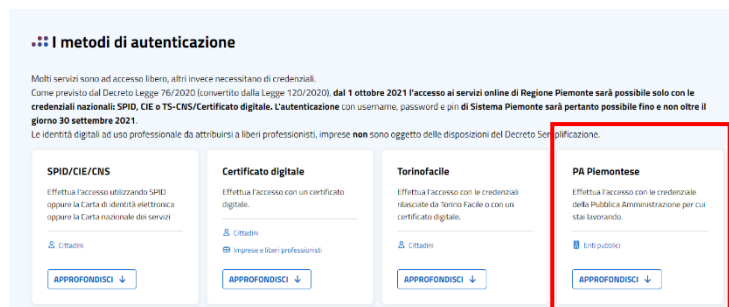 I metodi di autenticazione
Molti servizi sono ad accesso libero, altri invece necessitano di credenziali.
Come previsto dal Decreto Legge 76/2020 (convertito dalla Legge 120/2020), dal 1 ottobre 2021 l'accesso ai servizi online di Regione Piemonte sarà possibile solo con le
credenziali nazionali: SPID, CIE o TS-CNS/Certificato digitale. L'autenticazione con username, password e pin di Sistema Piemonte sarà pertanto possibile fino e non oltre il
giorno 30 settembre 2021.
Le identità digitali ad uso professionale da attribuirsi a liberi professionisti, imprese non sono oggetto delle disposizioni del Decreto Semplificazione.
SPID/CIE/CNS
Effettua l'accesso utilizzando SPID
oppure la Carta di identità elettronica
oppure la Carta nazionale dei servizi
Cittadini
APPROFONDISCI ↓
Certificato digitale
Effettua l'accesso con un certificato
digitale.
Cittadini
Imprese e liberi professionisti
APPROFONDISCI ↓
Torinofacile
Effettua l'accesso con le credenziali
rilasciate da Torino Facile o con un
certificato digitale.
Cittadini
APPROFONDISCI ↓
PA Piemontese
Effettua l'accesso con le credenziale
della Pubblica Amministrazione per cui
stai lavorando.
Enti pubblici
APPROFONDISCI ↓